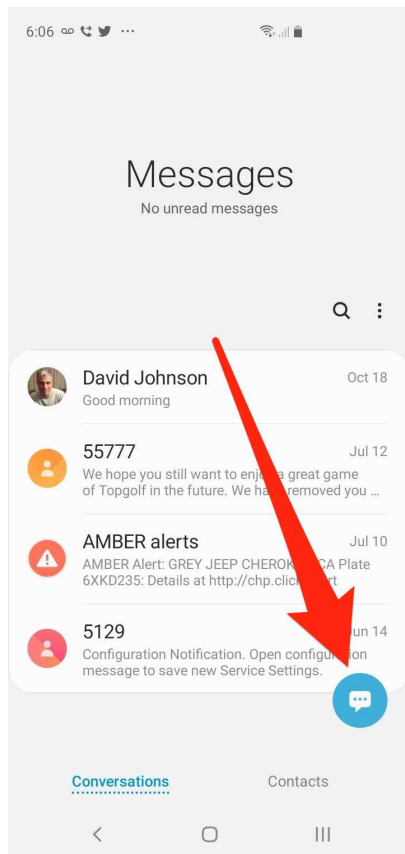 6:06
Messages
No unread messages
David Johnson
Oct 18
Good morning
55777
Jul 12
We hope you still want to enjoy a great game
of Topgolf in the future. We have removed you ...
AMBER alerts
Jul 10
AMBER Alert: GREY JEEP CHEROKEE CA Plate
6XKD235: Details at http://chp.click
5129
Jun 14
Configuration Notification. Open configuration
message to save new Service Settings.
Conversations
Contacts